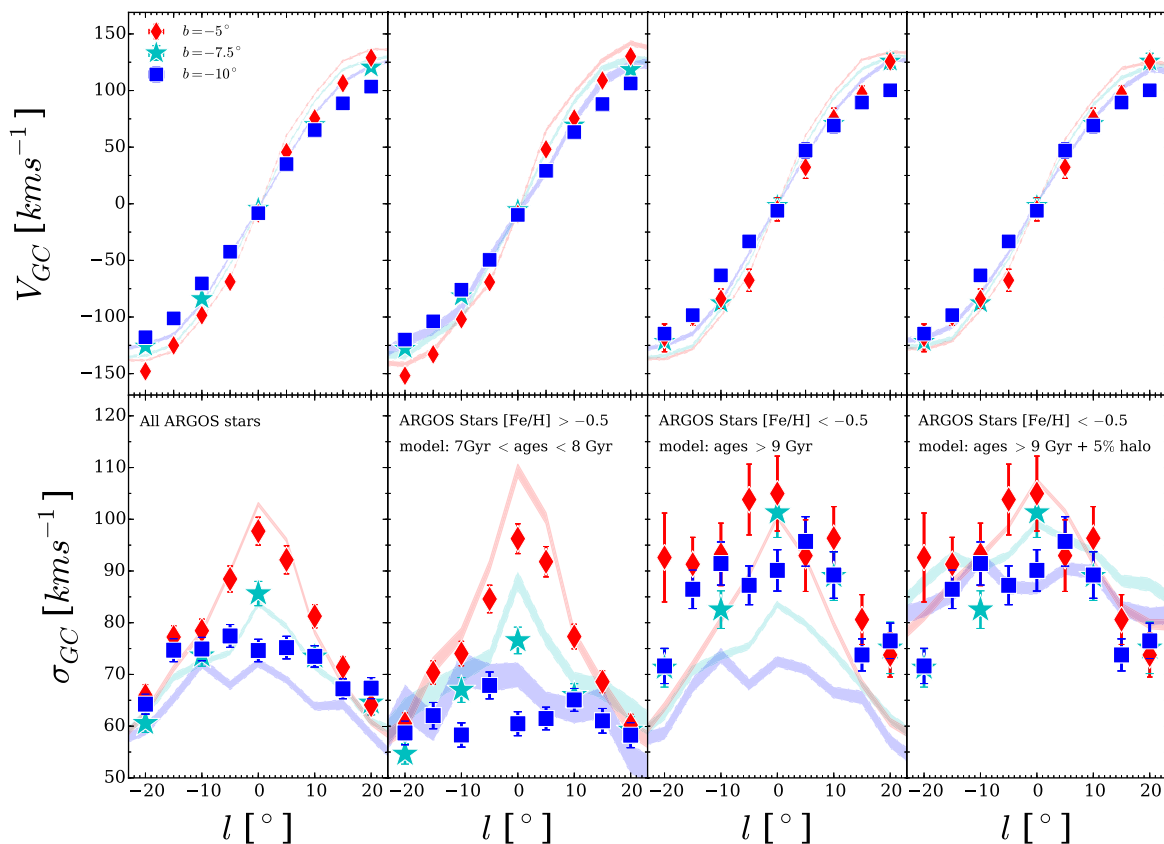 150
100
50
0
−50
−100
−150
V_GC [kms^−1]
b=−5°
b=−7.5°
b=−10°
120
110
100
90
80
70
60
50
σ_GC [kms^−1]
All ARGOS stars
ARGOS Stars [Fe/H] > −0.5
model: 7Gyr < ages < 8 Gyr
ARGOS Stars [Fe/H] < −0.5
model: ages > 9 Gyr
ARGOS Stars [Fe/H] < −0.5
model: ages > 9 Gyr + 5% halo
−20 −10 0 10 20 −20 −10 0 10 20 −20 −10 0 10 20 −20 −10 0 10 20
l [°] l [°] l [°] l [°]